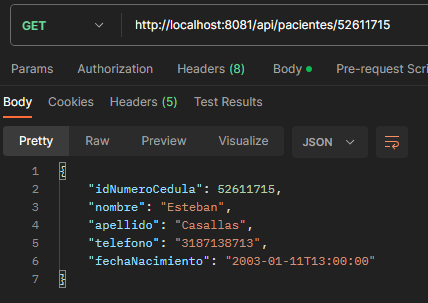 GET http://localhost:8081/api/pacientes/52611715
Params Authorization Headers (8) Body Pre-request Scri
Body Cookies Headers (5) Test Results
Pretty Raw Preview Visualize JSON
1 {
2 "idNumeroCedula": 52611715,
3 "nombre": "Esteban",
4 "apellido": "Casallas",
5 "telefono": "3187138713",
6 "fechaNacimiento": "2003-01-11T13:00:00"
7 }